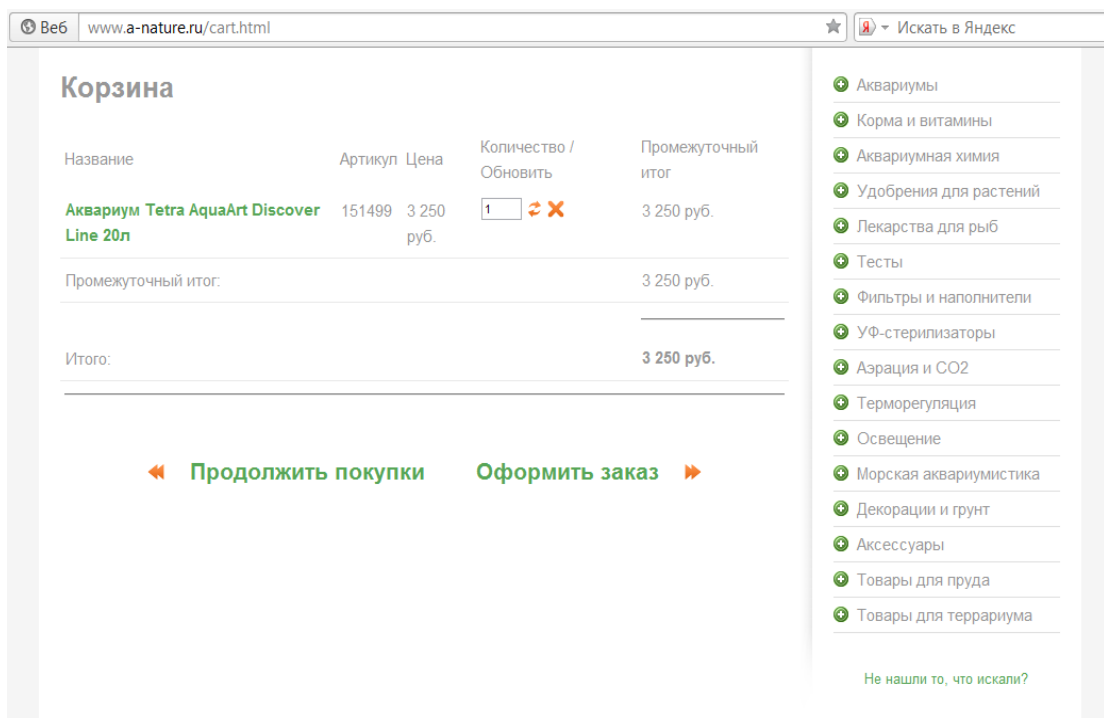 Веб www.a-nature.ru/cart.html Искать в Яндекс
Корзина
Название Артикул Цена Количество / Обновить Промежуточный итог
Аквариум Tetra AquaArt Discover Line 20л 151499 3 250 руб. 1 3 250 руб.
Промежуточный итог: 3 250 руб.
Итого: 3 250 руб.
Продолжить покупки Оформить заказ
Аквариумы
Корма и витамины
Аквариумная химия
Удобрения для растений
Лекарства для рыб
Тесты
Фильтры и наполнители
УФ-стерилизаторы
Аэрация и CO2
Терморегуляция
Освещение
Морская аквариумистика
Декорации и грунт
Аксессуары
Товары для пруда
Товары для террариума
Не нашли то, что искали?